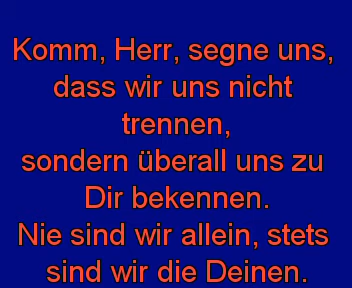 Komm, Herr, segne uns,
dass wir uns nicht
trennen,
sondern überall uns zu
Dir bekennen.
Nie sind wir allein, stets
sind wir die Deinen.